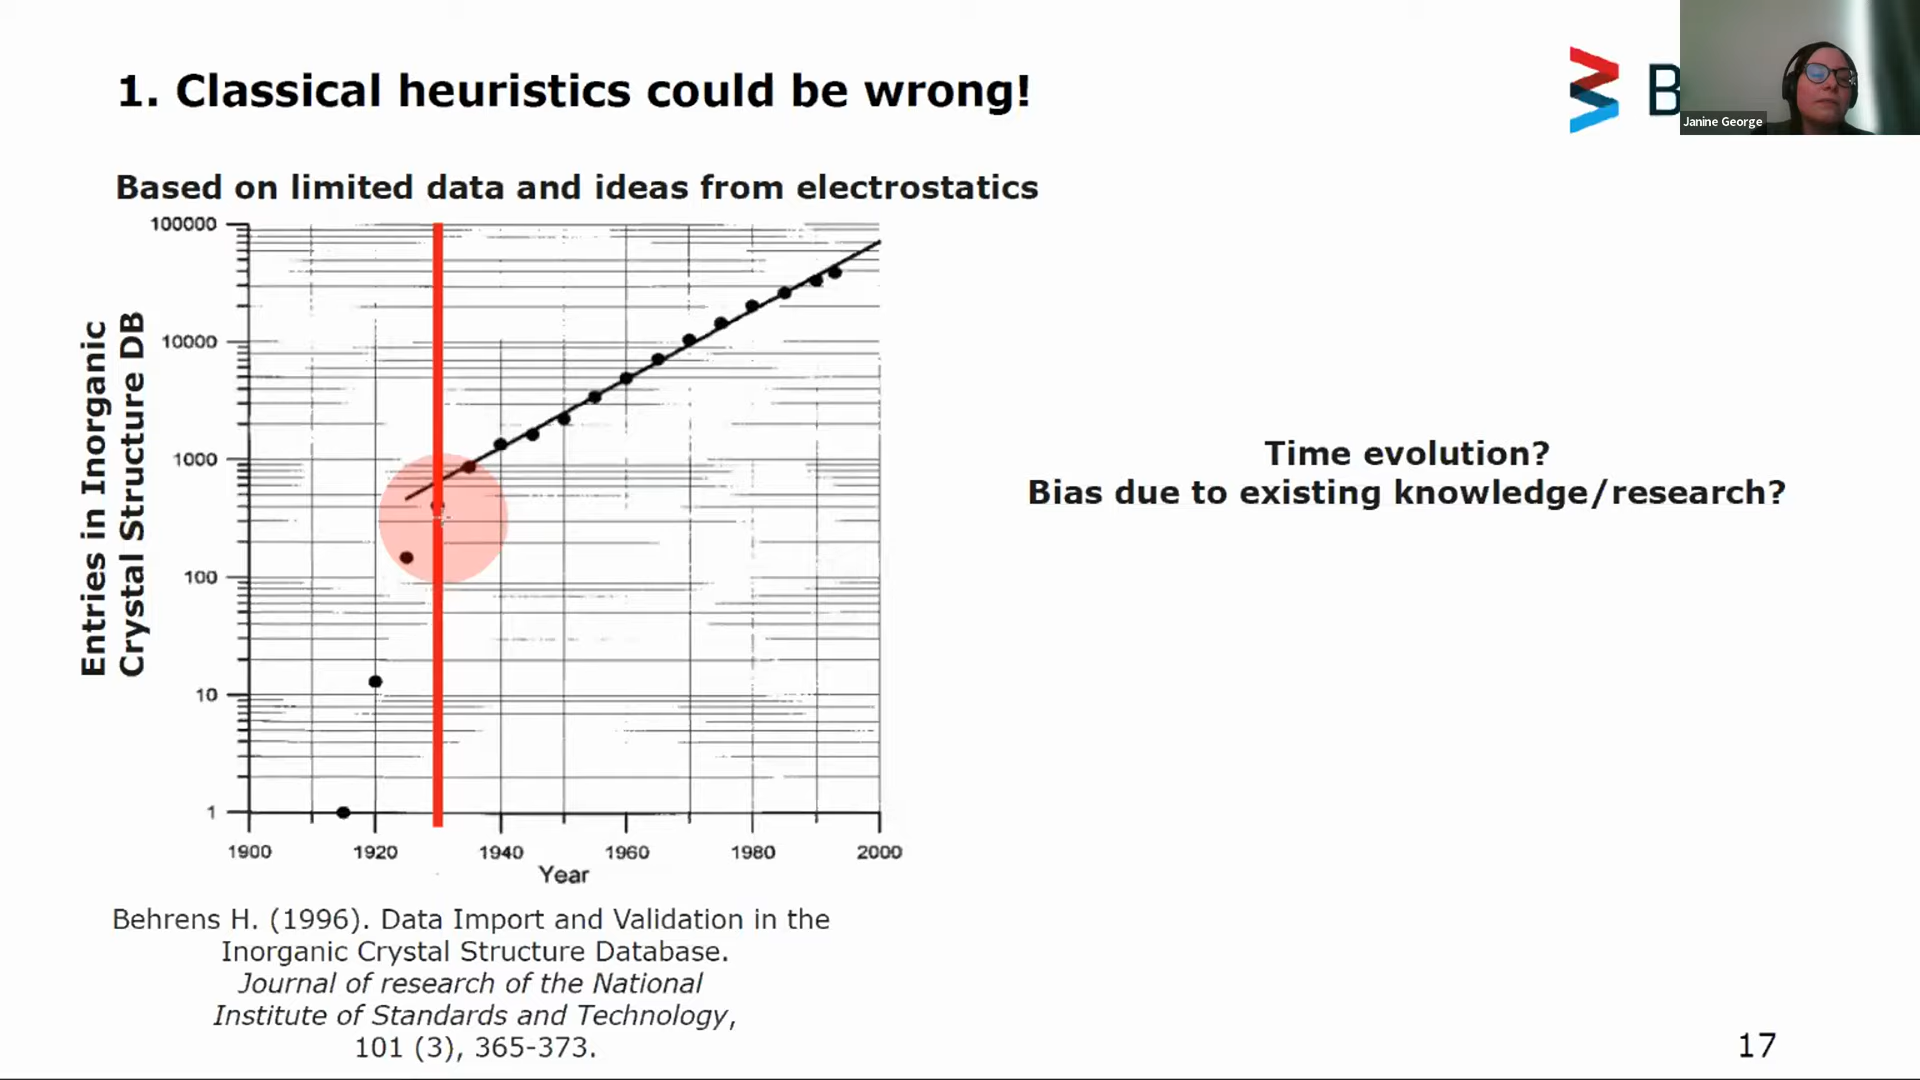 1. Classical heuristics could be wrong!
B
Janine George
Based on limited data and ideas from electrostatics
Entries in Inorganic
Crystal Structure DB
100000
10000
1000
100
10
1
1900 1920 1940 1960 1980 2000
Year
Time evolution?
Bias due to existing knowledge/research?
Behrens H. (1996). Data Import and Validation in the
Inorganic Crystal Structure Database.
Journal of research of the National
Institute of Standards and Technology,
101 (3), 365-373.
17